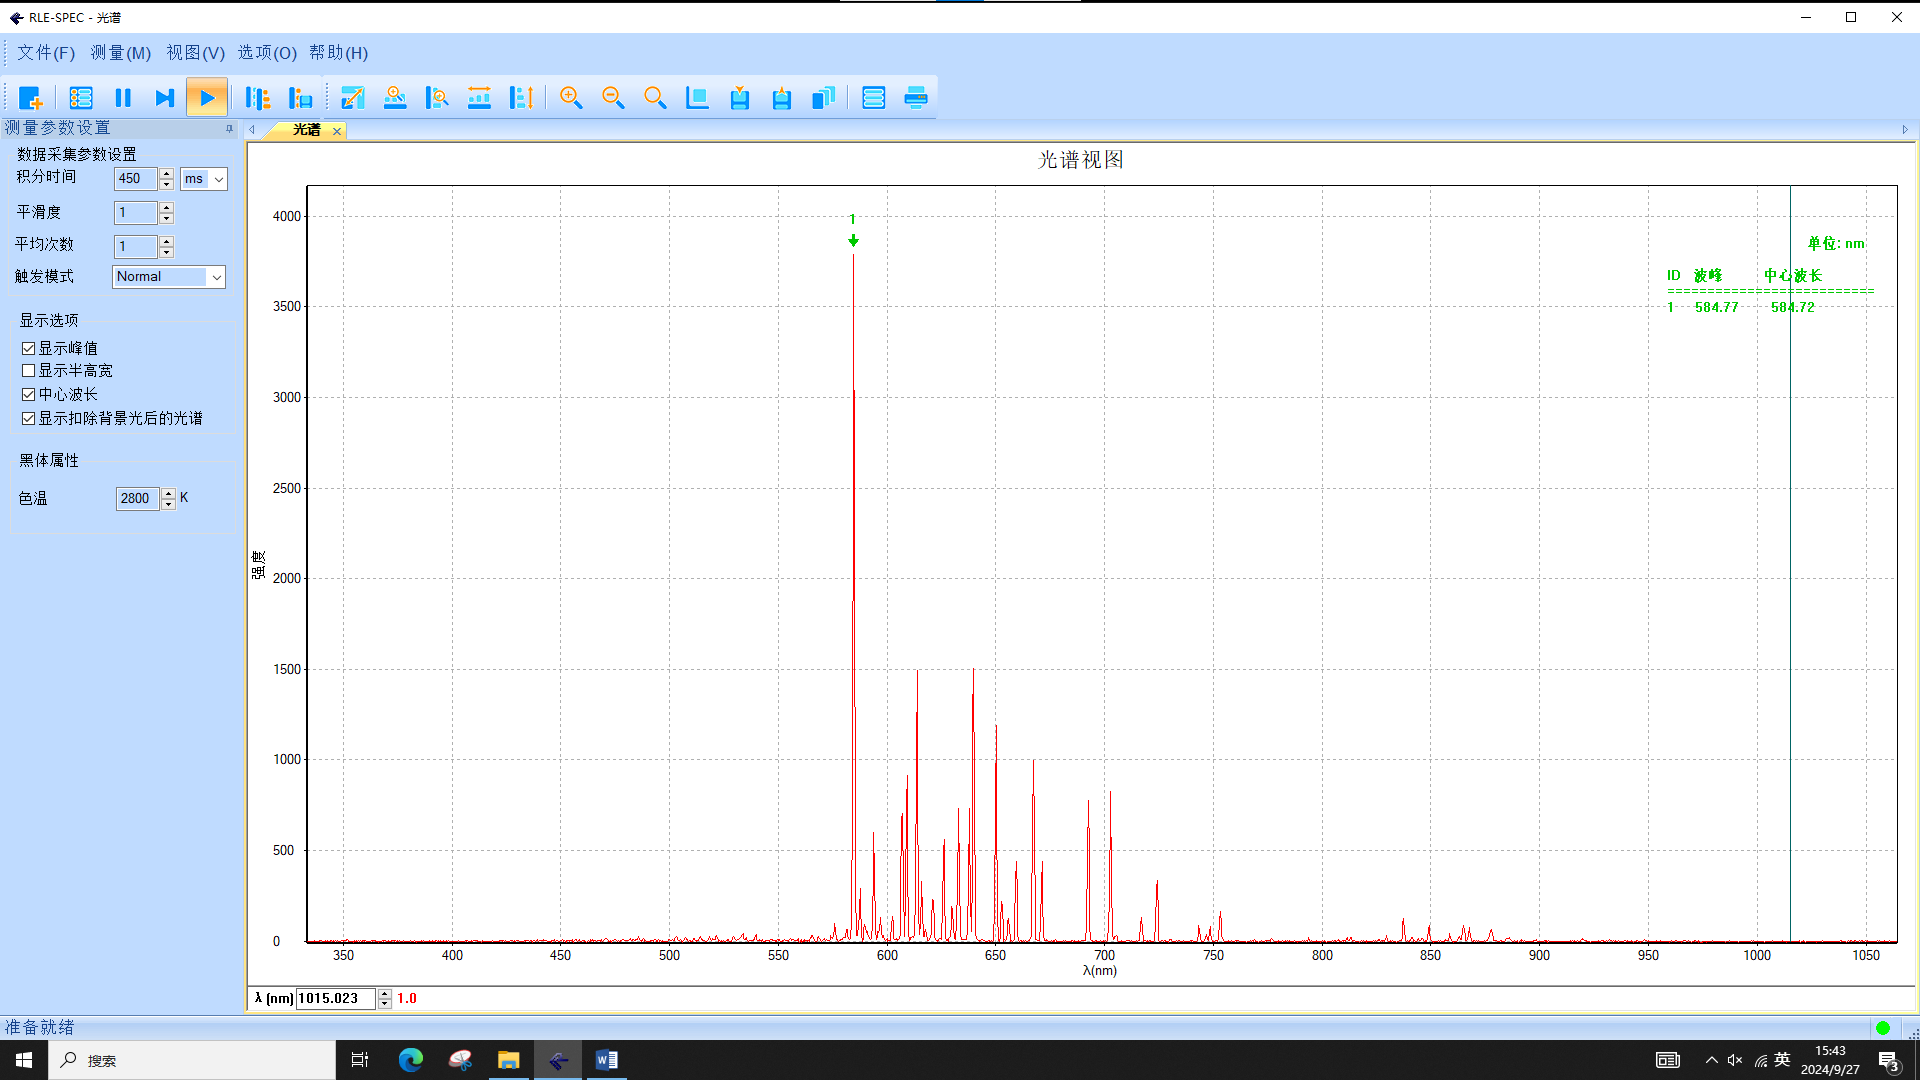 RLE-SPEC - 光谱
文件(F) 测量(M) 视图(V) 选项(O) 帮助(H)
测量参数设置
光谱
数据采集参数设置
积分时间 450 ms
平滑度 1
平均次数 1
触发模式 Normal
显示选项
显示峰值
显示半高宽
中心波长
显示扣除背景光后的光谱
黑体属性
色温 2800 K
光谱视图
4000
3500
3000
2500
2000
1500
1000
500
0
强度
1
单位: nm
ID 波峰 中心波长
==========================
1 584.77 584.72
350 400 450 500 550 600 650 700 750 800 850 900 950 1000 1050
λ(nm)
λ (nm) 1015.023 1.0
准备就绪
搜索
英
15:43
2024/9/27
3